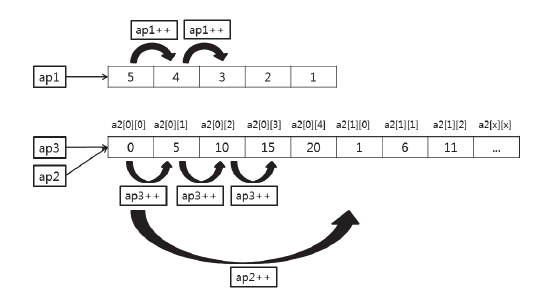 ap1++ ap1++
ap1 5 4 3 2 1
a2[0][0] a2[0][1] a2[0][2] a2[0][3] a2[0][4] a2[1][0] a2[1][1] a2[1][2] a2[x][x]
ap3 0 5 10 15 20 1 6 11 ...
ap2
ap3++ ap3++ ap3++
ap2++